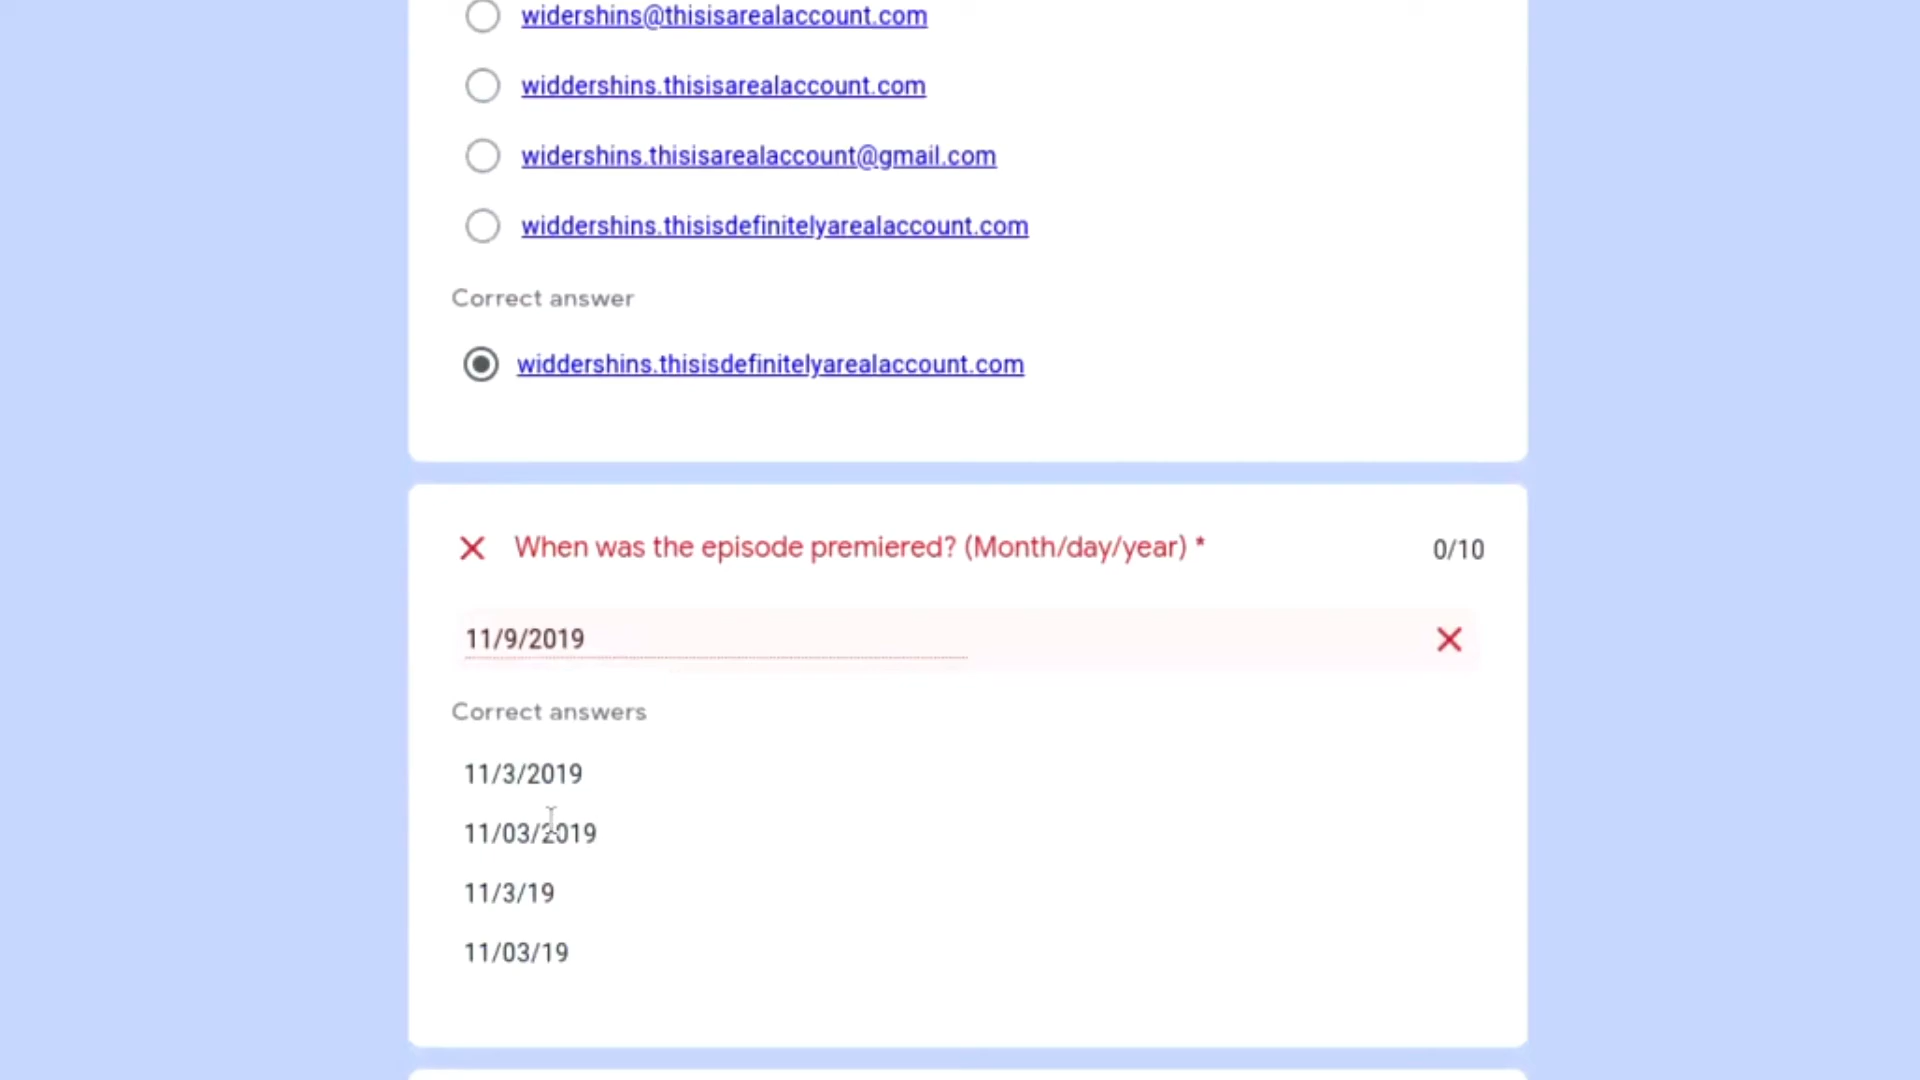 widershins@thisisarealaccount.com
widdershins.thisisarealaccount.com
widershins.thisisarealaccount@gmail.com
widdershins.thisisdefinitelyarealaccount.com
Correct answer
widdershins.thisisdefinitelyarealaccount.com
When was the episode premiered? (Month/day/year) * 0/10
11/9/2019
Correct answers
11/3/2019
11/03/2019
11/3/19
11/03/19